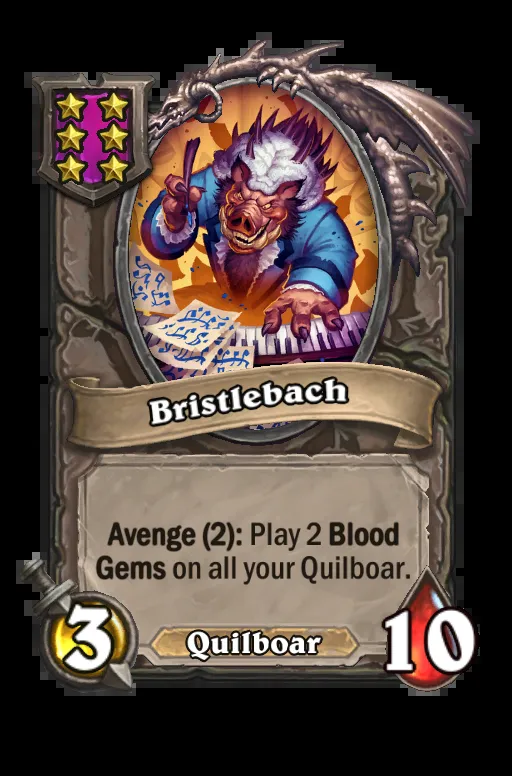 Bristlebach
Avenge (2): Play 2 Blood
Gems on all your Quilboar.
3
Quilboar
10